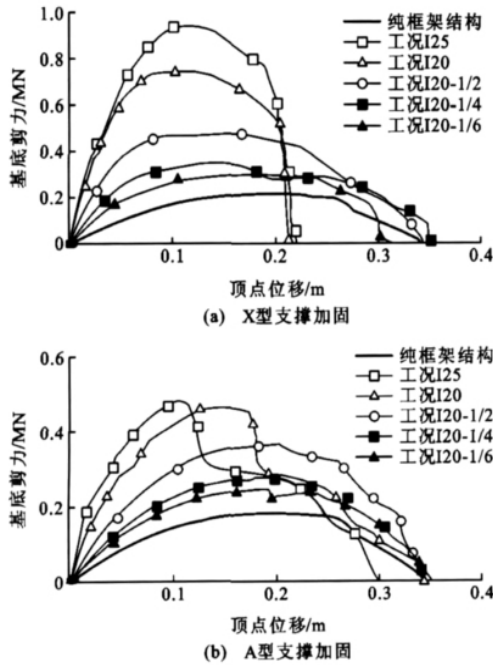 基底剪力/MN
1.0
0.8
0.6
0.4
0.2
0
0.1
0.2
0.3
0.4
纯框架结构
工况I25
工况I20
工况I20-1/2
工况I20-1/4
工况I20-1/6
顶点位移/m
(a) X型支撑加固
基底剪力/MN
0.6
0.4
0.2
0
0.1
0.2
0.3
0.4
纯框架结构
工况I25
工况I20
工况I20-1/2
工况I20-1/4
工况I20-1/6
顶点位移/m
(b) A型支撑加固